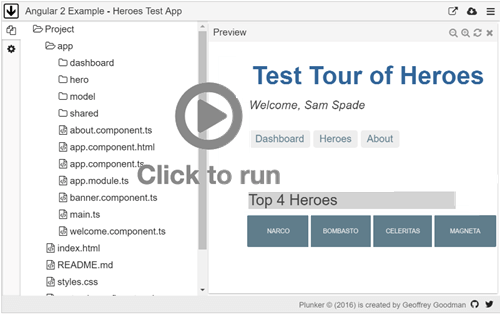 Angular 2 Example - Heroes Test App
Project
app
dashboard
hero
model
shared
about.component.ts
app.component.html
app.component.ts
app.module.ts
banner.component.ts
main.ts
welcome.component.ts
index.html
README.md
styles.css
Preview
Test Tour of Heroes
Welcome, Sam Spade
Dashboard Heroes About
Click to run
Top 4 Heroes
NARCO BOMBASTO CELERITAS MAGNETA
Plunker © (2016) is created by Geoffrey Goodman